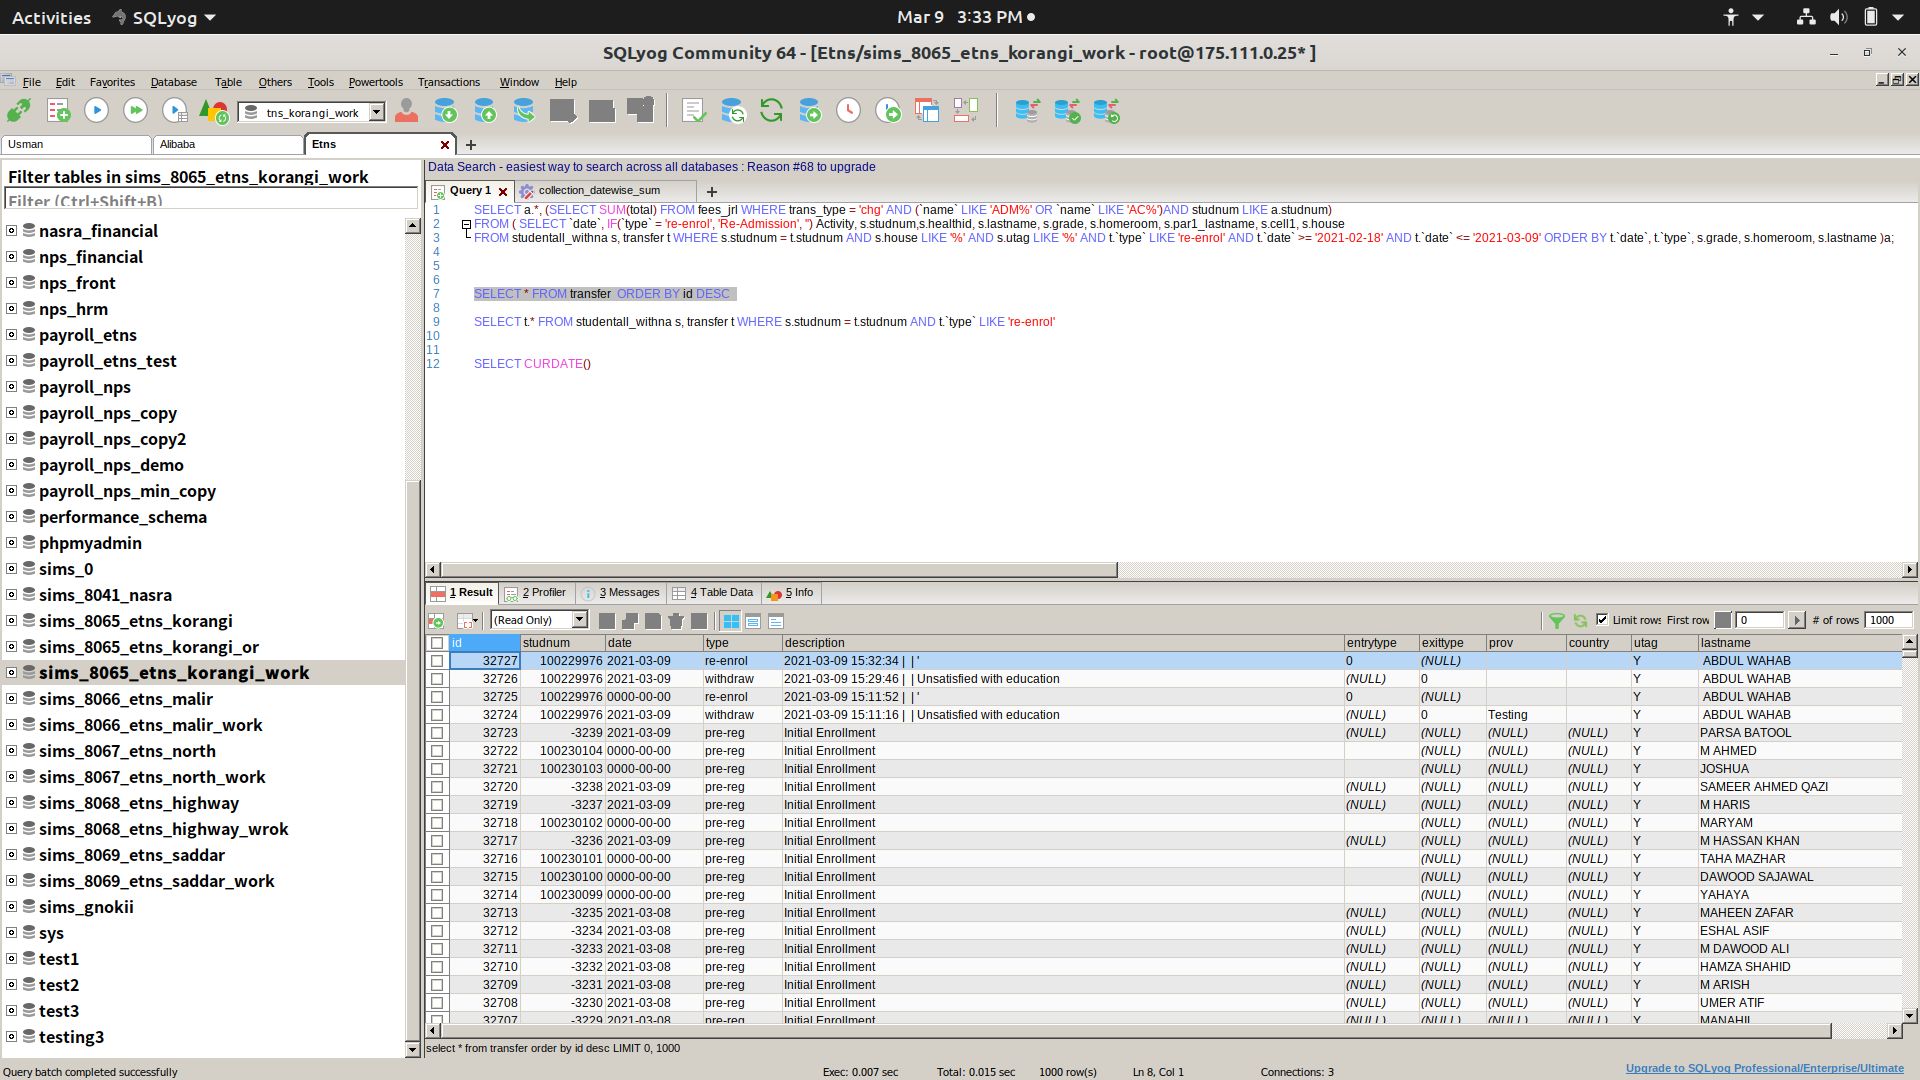 Activities SQLyog Mar 9 3:33 PM
SQLyog Community 64 - [Etns/sims_8065_etns_korangi_work - root@175.111.0.25* ]
File Edit Favorites Database Table Others Tools Powertools Transactions Window Help
tns_korangi_work
Usman Alibaba Etns
Filter tables in sims_8065_etns_korangi_work
Filter (Ctrl+Shift+B)
nasra_financial
nps_financial
nps_front
nps_hrm
payroll_etns
payroll_etns_test
payroll_nps
payroll_nps_copy
payroll_nps_copy2
payroll_nps_demo
payroll_nps_min_copy
performance_schema
phpmyadmin
sims_0
sims_8041_nasra
sims_8065_etns_korangi
sims_8065_etns_korangi_or
sims_8065_etns_korangi_work
sims_8066_etns_malir
sims_8066_etns_malir_work
sims_8067_etns_north
sims_8067_etns_north_work
sims_8068_etns_highway
sims_8068_etns_highway_wrok
sims_8069_etns_saddar
sims_8069_etns_saddar_work
sims_gnokii
sys
test1
test2
test3
testing3
Data Search - easiest way to search across all databases : Reason #68 to upgrade
Query 1 collection_datewise_sum
1 SELECT a.*, (SELECT SUM(total) FROM fees_jrl WHERE trans_type = 'chg' AND (`name` LIKE 'ADM%' OR `name` LIKE 'AC%')AND studnum LIKE a.studnum)
2 FROM ( SELECT `date`, IF(`type` = 're-enrol', 'Re-Admission', '') Activity, s.studnum,s.healthid, s.lastname, s.grade, s.homeroom, s.par1_lastname, s.cell1, s.house
3 FROM studentall_withna s, transfer t WHERE s.studnum = t.studnum AND s.house LIKE '%' AND s.utag LIKE '%' AND t.`type` LIKE 're-enrol' AND t.`date` >= '2021-02-18' AND t.`date` <= '2021-03-09' ORDER BY t.`date`, t.`type`, s.grade, s.homeroom, s.lastname )a;
4
5
6
7 SELECT * FROM transfer ORDER BY id DESC
8
9 SELECT t.* FROM studentall_withna s, transfer t WHERE s.studnum = t.studnum AND t.`type` LIKE 're-enrol'
10
11
12 SELECT CURDATE()
1 Result 2 Profiler 3 Messages 4 Table Data 5 Info
(Read Only) Limit rows First row 0 # of rows 1000
id studnum date type description entrytype exittype prov country utag lastname
32727 100229976 2021-03-09 re-enrol 2021-03-09 15:32:34 | | ' 0 (NULL) Y ABDUL WAHAB
32726 100229976 2021-03-09 withdraw 2021-03-09 15:29:46 | | Unsatisfied with education (NULL) 0 Y ABDUL WAHAB
32725 100229976 0000-00-00 re-enrol 2021-03-09 15:11:52 | | ' 0 (NULL) Y ABDUL WAHAB
32724 100229976 2021-03-09 withdraw 2021-03-09 15:11:16 | | Unsatisfied with education (NULL) 0 Testing Y ABDUL WAHAB
32723 -3239 2021-03-09 pre-reg Initial Enrollment (NULL) (NULL) (NULL) (NULL) Y PARSA BATOOL
32722 100230104 0000-00-00 pre-reg Initial Enrollment (NULL) (NULL) (NULL) Y M AHMED
32721 100230103 0000-00-00 pre-reg Initial Enrollment (NULL) (NULL) (NULL) Y JOSHUA
32720 -3238 2021-03-09 pre-reg Initial Enrollment (NULL) (NULL) (NULL) (NULL) Y SAMEER AHMED QAZI
32719 -3237 2021-03-09 pre-reg Initial Enrollment (NULL) (NULL) (NULL) (NULL) Y M HARIS
32718 100230102 0000-00-00 pre-reg Initial Enrollment (NULL) (NULL) (NULL) Y MARYAM
32717 -3236 2021-03-09 pre-reg Initial Enrollment (NULL) (NULL) (NULL) (NULL) Y M HASSAN KHAN
32716 100230101 0000-00-00 pre-reg Initial Enrollment (NULL) (NULL) (NULL) Y TAHA MAZHAR
32715 100230100 0000-00-00 pre-reg Initial Enrollment (NULL) (NULL) (NULL) Y DAWOOD SAJAWAL
32714 100230099 0000-00-00 pre-reg Initial Enrollment (NULL) (NULL) (NULL) Y YAHAYA
32713 -3235 2021-03-08 pre-reg Initial Enrollment (NULL) (NULL) (NULL) (NULL) Y MAHEEN ZAFAR
32712 -3234 2021-03-08 pre-reg Initial Enrollment (NULL) (NULL) (NULL) (NULL) Y ESHAL ASIF
32711 -3233 2021-03-08 pre-reg Initial Enrollment (NULL) (NULL) (NULL) (NULL) Y M DAWOOD ALI
32710 -3232 2021-03-08 pre-reg Initial Enrollment (NULL) (NULL) (NULL) (NULL) Y HAMZA SHAHID
32709 -3231 2021-03-08 pre-reg Initial Enrollment (NULL) (NULL) (NULL) (NULL) Y M ARISH
32708 -3230 2021-03-08 pre-reg Initial Enrollment (NULL) (NULL) (NULL) (NULL) Y UMER ATIF
32707 -3229 2021-03-08 pre-reg Initial Enrollment (NULL) (NULL) (NULL) (NULL) Y MANAHIL
select * from transfer order by id desc LIMIT 0, 1000
Query batch completed successfully Exec: 0.007 sec Total: 0.015 sec 1000 row(s) Ln 8, Col 1 Connections: 3 Upgrade to SQLyog Professional/Enterprise/Ultimate